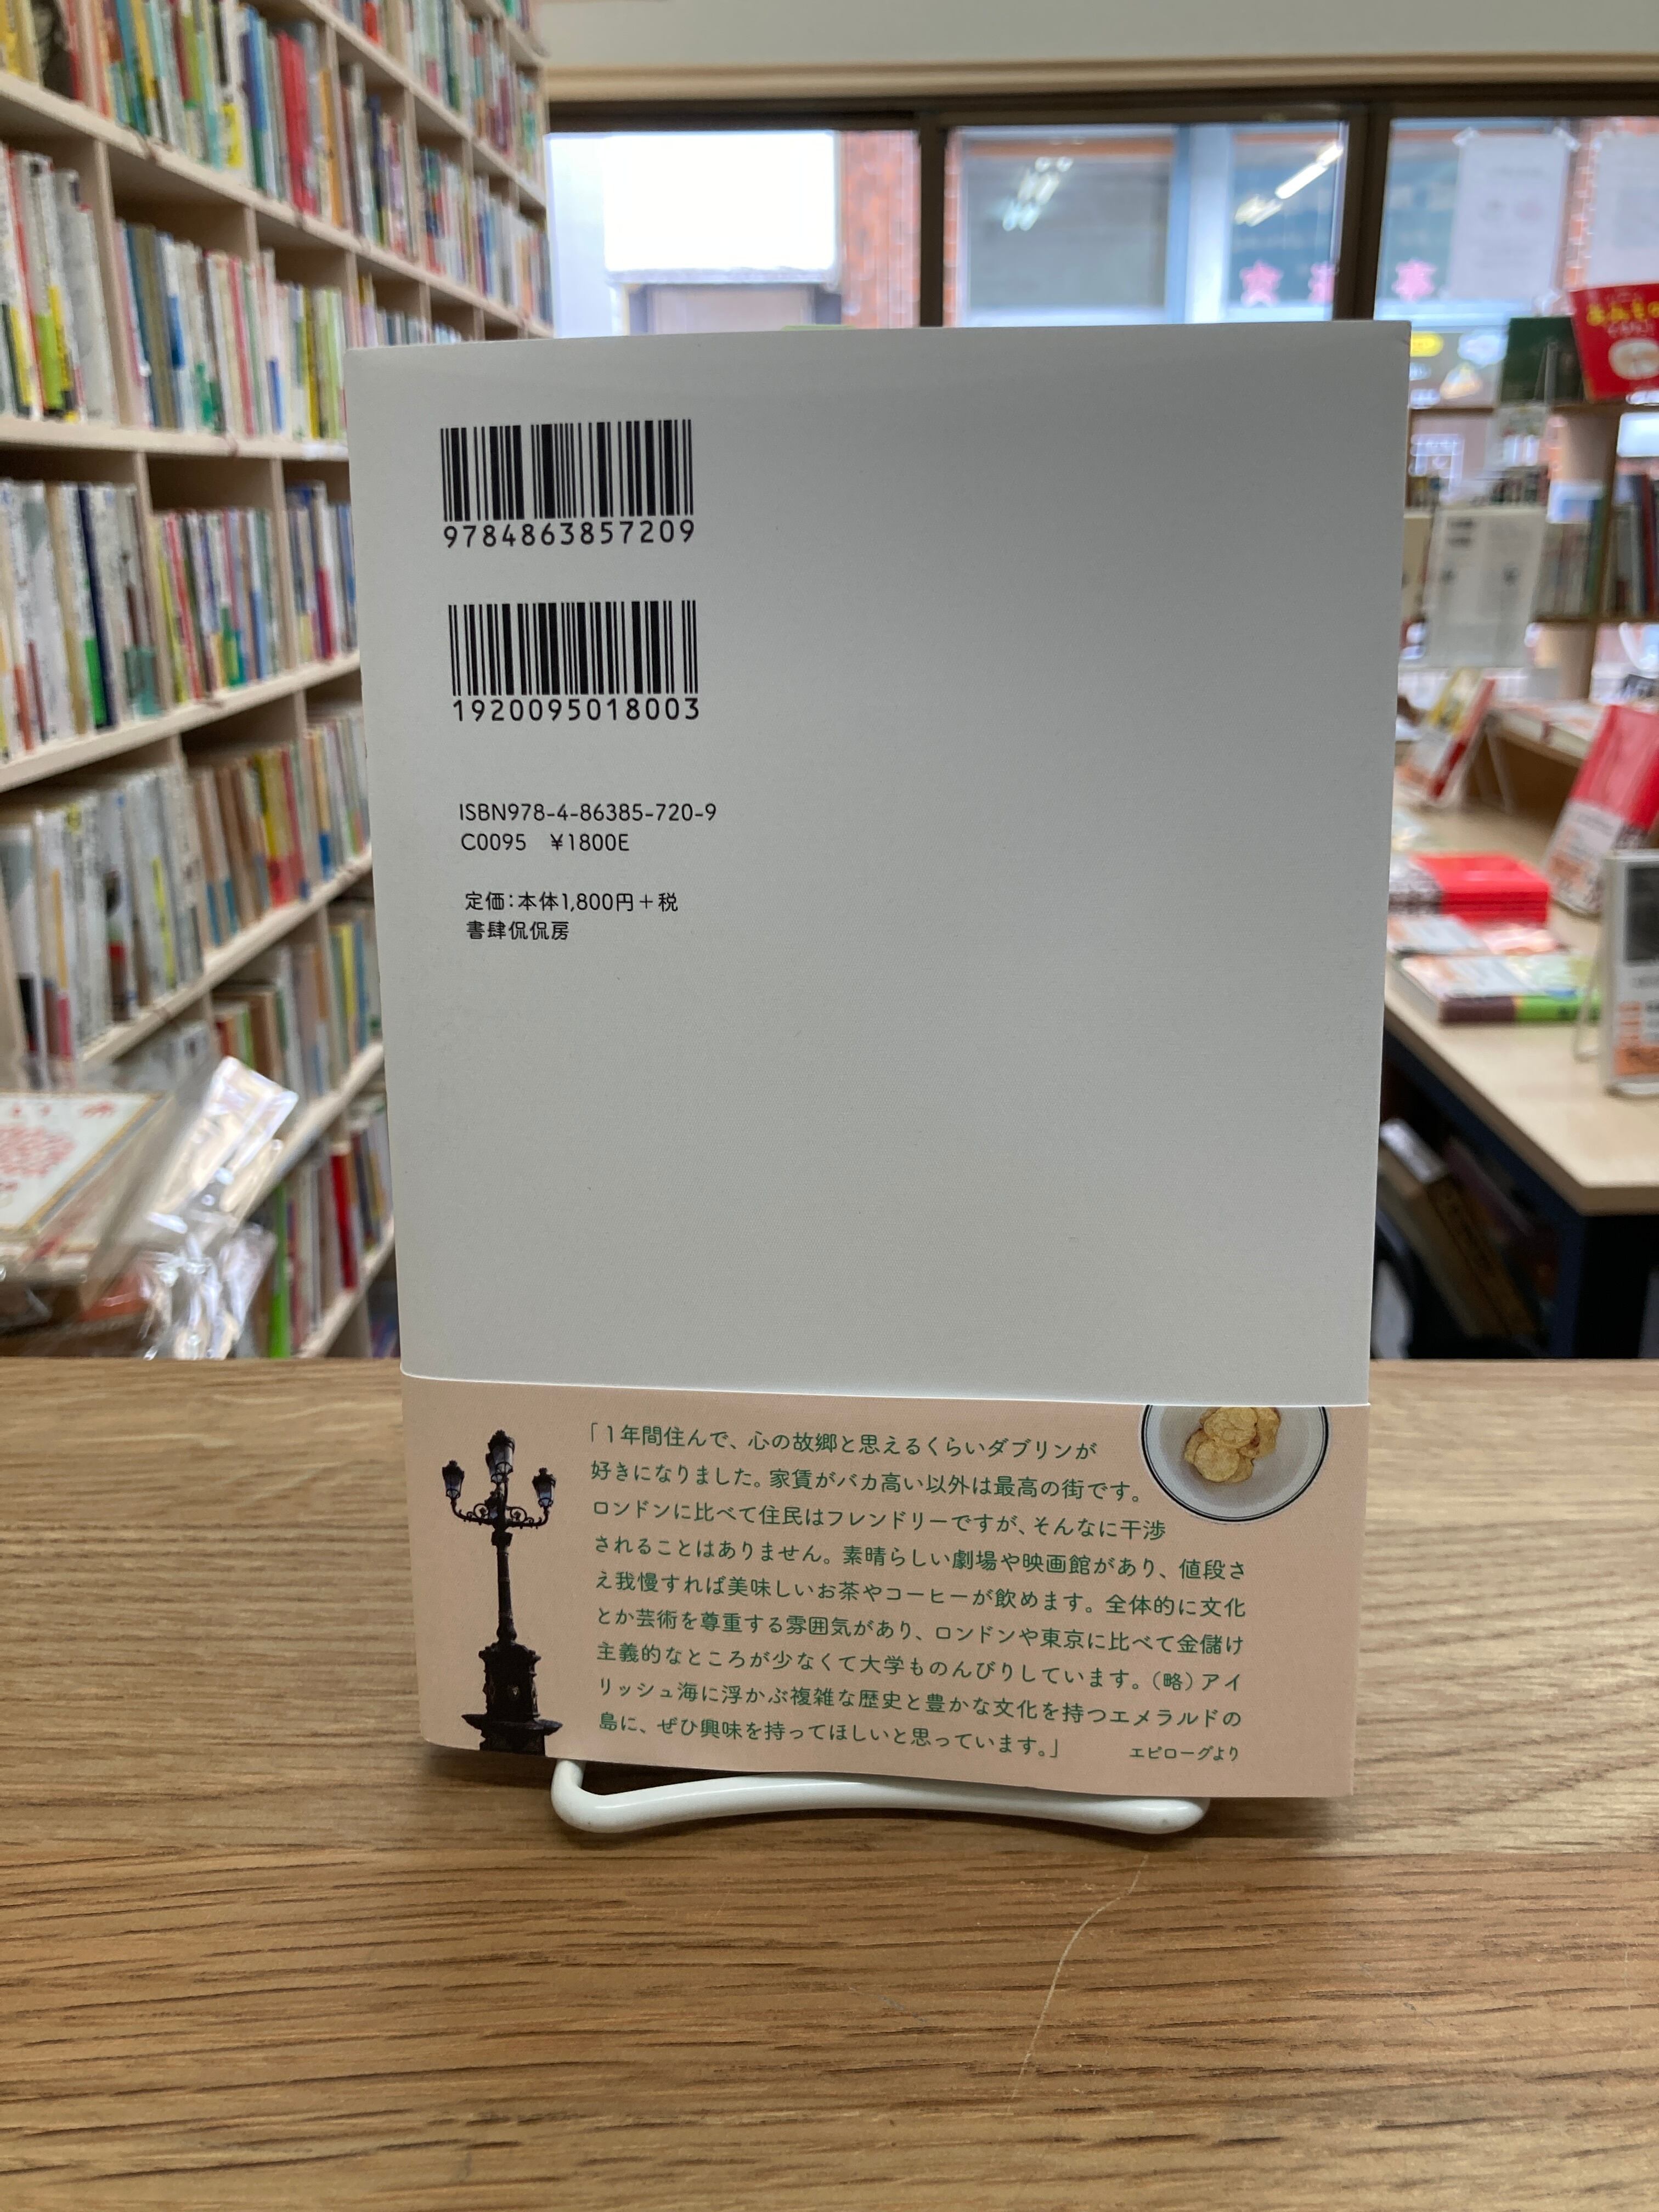 9784863857209
1920095018003
ISBN978-4-86385-720-9
C0095　¥1800E
定価：本体1,800円＋税
書肆侃侃房
「1年間住んで、心の故郷と思えるくらいダブリンが
好きになりました。家賃がバカ高い以外は最高の街です。
ロンドンに比べて住民はフレンドリーですが、そんなに干渉
されることはありません。素晴らしい劇場や映画館があり、値段さ
え我慢すれば美味しいお茶やコーヒーが飲めます。全体的に文化
とか芸術を尊重する雰囲気があり、ロンドンや東京に比べて金儲け
主義的なところが少なくて大学ものんびりしています。（略）アイ
リッシュ海に浮かぶ複雑な歴史と豊かな文化を持つエメラルドの
島に、ぜひ興味を持ってほしいと思っています。」
エピローグより